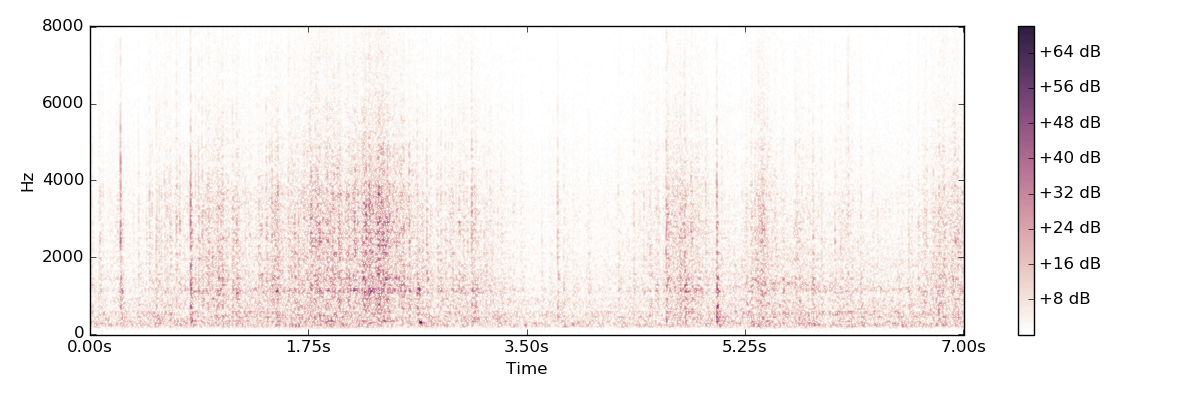 8000
6000
4000
2000
0
Hz
0.00s 1.75s 3.50s 5.25s 7.00s
Time
+64 dB
+56 dB
+48 dB
+40 dB
+32 dB
+24 dB
+16 dB
+8 dB